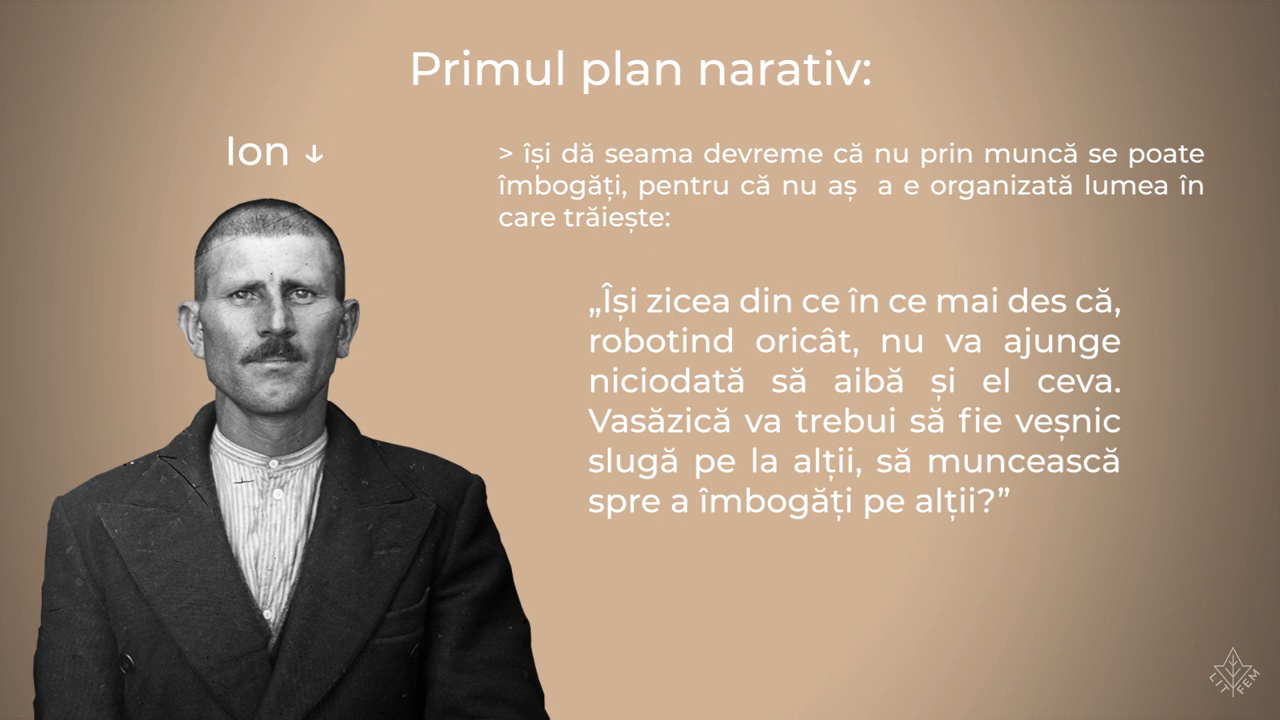 Primul plan narativ:
Ion ↓
> își dă seama devreme că nu prin muncă se poate
îmbogăți, pentru că nu aș  a e organizată lumea în
care trăiește:
„Își zicea din ce în ce mai des că,
robotind oricât, nu va ajunge
niciodată să aibă și el ceva.
Vasăzică va trebui să fie veșnic
slugă pe la alții, să muncească
spre a îmbogăți pe alții?”
LIT FEM